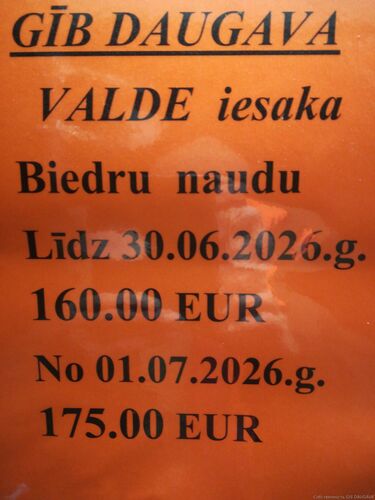 GĪB DAUGAVA
VALDE iesaka
Biedru naudu
Līdz 30.06.2026.g.
160.00 EUR
No 01.07.2026.g.
175.00 EUR